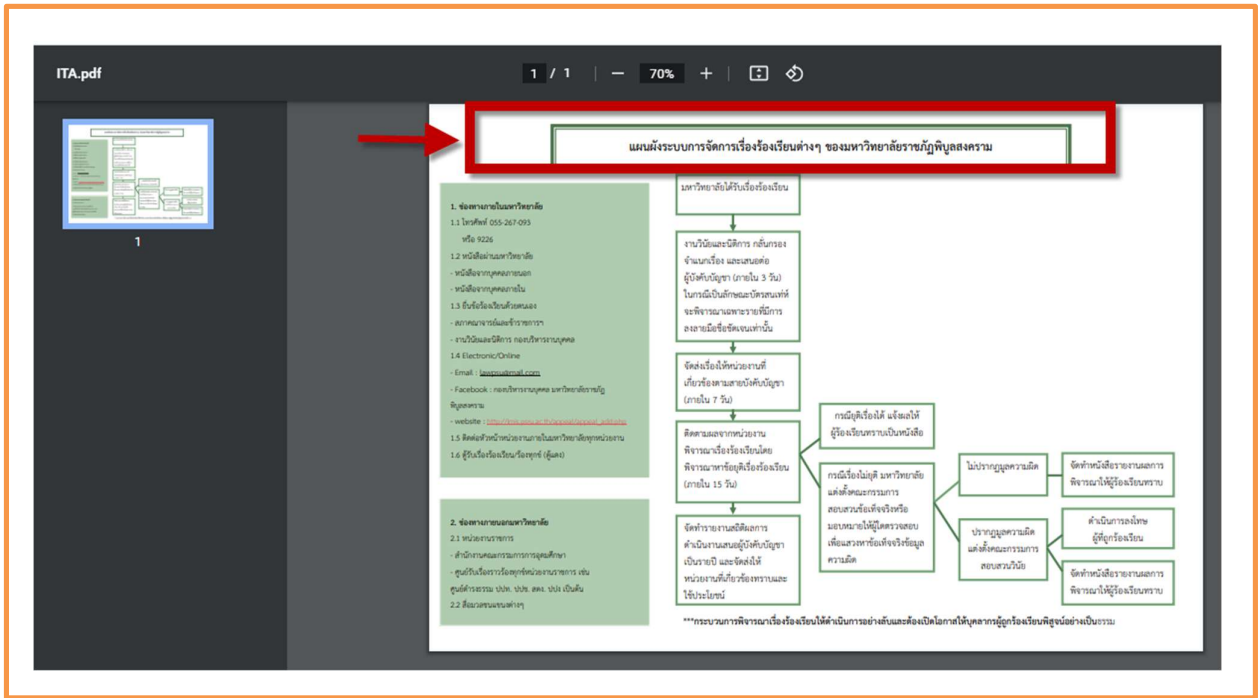 ITA.pdf
1 / 1 | — 70% + |
1
แผนผังระบบการจัดการเรื่องร้องเรียนต่างๆ ของมหาวิทยาลัยราชภัฏพิบูลสงคราม
1. ช่องทางภายในมหาวิทยาลัย
1.1 โทรศัพท์ 055-267-093
หรือ 9226
1.2 หนังสือผ่านมหาวิทยาลัย
- หนังสือจากบุคคลภายนอก
- หนังสือจากบุคคลภายใน
1.3 ยื่นข้อร้องเรียนด้วยตนเอง
- สภาคณาจารย์และข้าราชการฯ
- งานวินัยและนิติการ กองบริหารงานบุคคล
1.4 Electronic/Online
- Email :
- Facebook : กองบริหารงานบุคคล มหาวิทยาลัยราชภัฏ
พิบูลสงคราม
- website :
1.5 ติดต่อหัวหน้าหน่วยงานภายในมหาวิทยาลัยทุกหน่วยงาน
1.6 ตู้รับเรื่องร้องเรียน/ร้องทุกข์ (ตู้แดง)
2. ช่องทางภายนอกมหาวิทยาลัย
2.1 หน่วยงานราชการ
- สำนักงานคณะกรรมการการอุดมศึกษา
- ศูนย์รับเรื่องราวร้องทุกข์หน่วยงานราชการ เช่น
ศูนย์ดำรงธรรม ปปท. ปปช. สตง. ปปง เป็นต้น
2.2 สื่อมวลชนแขนงต่างๆ
มหาวิทยาลัยได้รับเรื่องร้องเรียน
งานวินัยและนิติการ กลั่นกรอง
จำแนกเรื่อง และเสนอต่อ
ผู้บังคับบัญชา (ภายใน 3 วัน)
ในกรณีเป็นลักษณะบัตรสนเท่ห์
จะพิจารณาเฉพาะรายที่มีการ
ลงลายมือชื่อชัดเจนเท่านั้น
จัดส่งเรื่องให้หน่วยงานที่
เกี่ยวข้องตามสายบังคับบัญชา
(ภายใน 7 วัน)
ติดตามผลจากหน่วยงาน
พิจารณาเรื่องร้องเรียนโดย
พิจารณาหาข้อยุติเรื่องร้องเรียน
(ภายใน 15 วัน)
จัดทำรายงานสถิติผลการ
ดำเนินงานเสนอผู้บังคับบัญชา
เป็นรายปี และจัดส่งให้
หน่วยงานที่เกี่ยวข้องทราบและ
ใช้ประโยชน์
กรณียุติเรื่องได้ แจ้งผลให้
ผู้ร้องเรียนทราบเป็นหนังสือ
กรณีเรื่องไม่ยุติ มหาวิทยาลัย
แต่งตั้งคณะกรรมการ
สอบสวนข้อเท็จจริงหรือ
มอบหมายให้ผู้ใดตรวจสอบ
เพื่อแสวงหาข้อเท็จจริงข้อมูล
ความผิด
ไม่ปรากฏมูลความผิด
จัดทำหนังสือรายงานผลการ
พิจารณาให้ผู้ร้องเรียนทราบ
ปรากฏมูลความผิด
แต่งตั้งคณะกรรมการ
สอบสวนวินัย
ดำเนินการลงโทษ
ผู้ที่ถูกร้องเรียน
จัดทำหนังสือรายงานผลการ
พิจารณาให้ผู้ร้องเรียนทราบ
***กระบวนการพิจารณาเรื่องร้องเรียนให้ดำเนินการอย่างลับและต้องเปิดโอกาสให้บุคลากรผู้ถูกร้องเรียนพิสูจน์อย่างเป็นธรรม